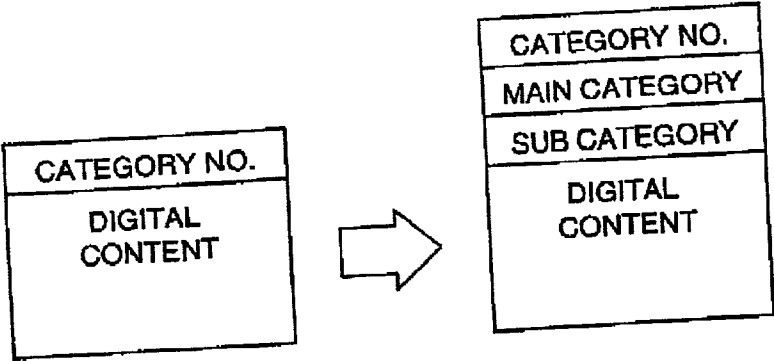 CATEGORY NO.
DIGITAL
CONTENT
CATEGORY NO.
MAIN CATEGORY
SUB CATEGORY
DIGITAL
CONTENT